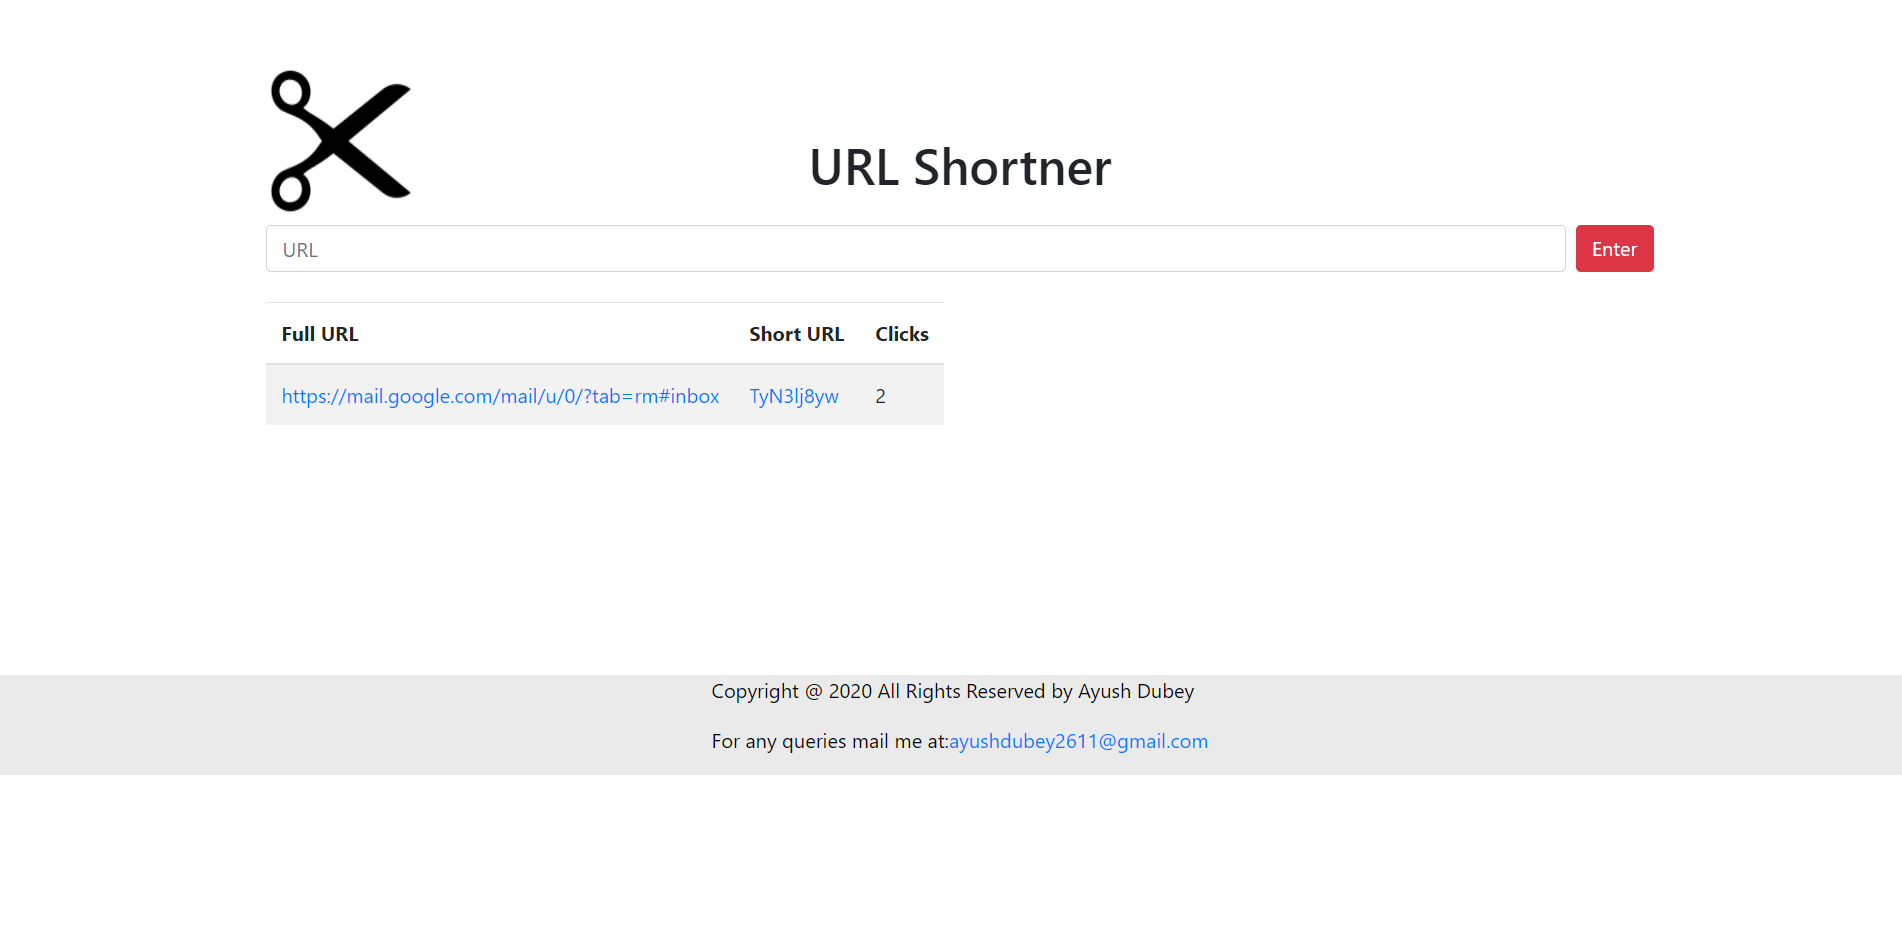 URL Shortner
URL
Enter
Full URL Short URL Clicks
https://mail.google.com/mail/u/0/?tab=rm#inbox TyN3lj8yw 2
Copyright @ 2020 All Rights Reserved by Ayush Dubey
For any queries mail me at:ayushdubey2611@gmail.com